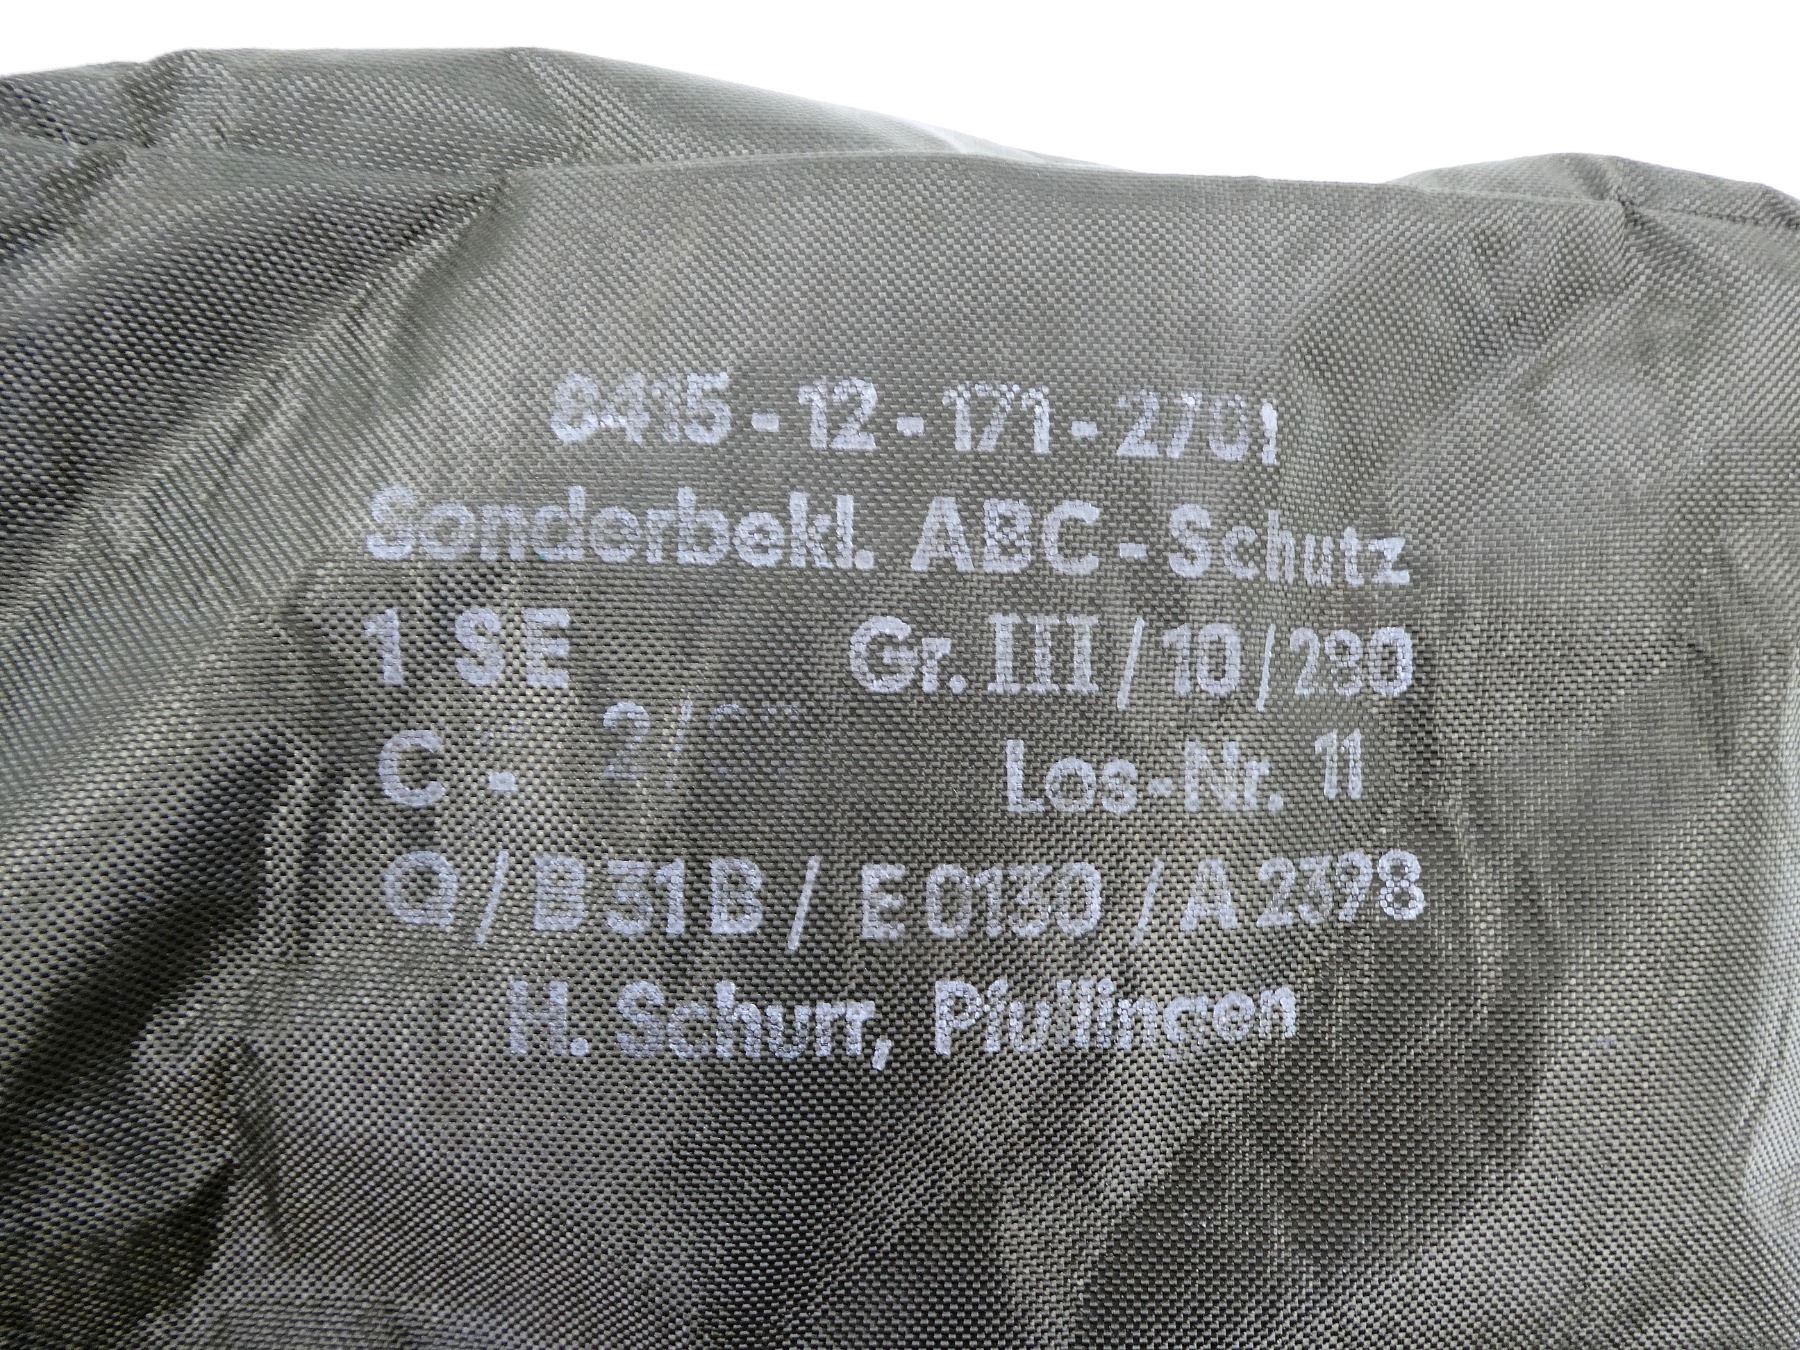 8415-12-171-2701
Sonderbekl. ABC-Schutz
1 SE Gr. III/10/280
C. Los-Nr. 11
Q/B31B/E0130/A2398
H. Schurr, Pfullingen